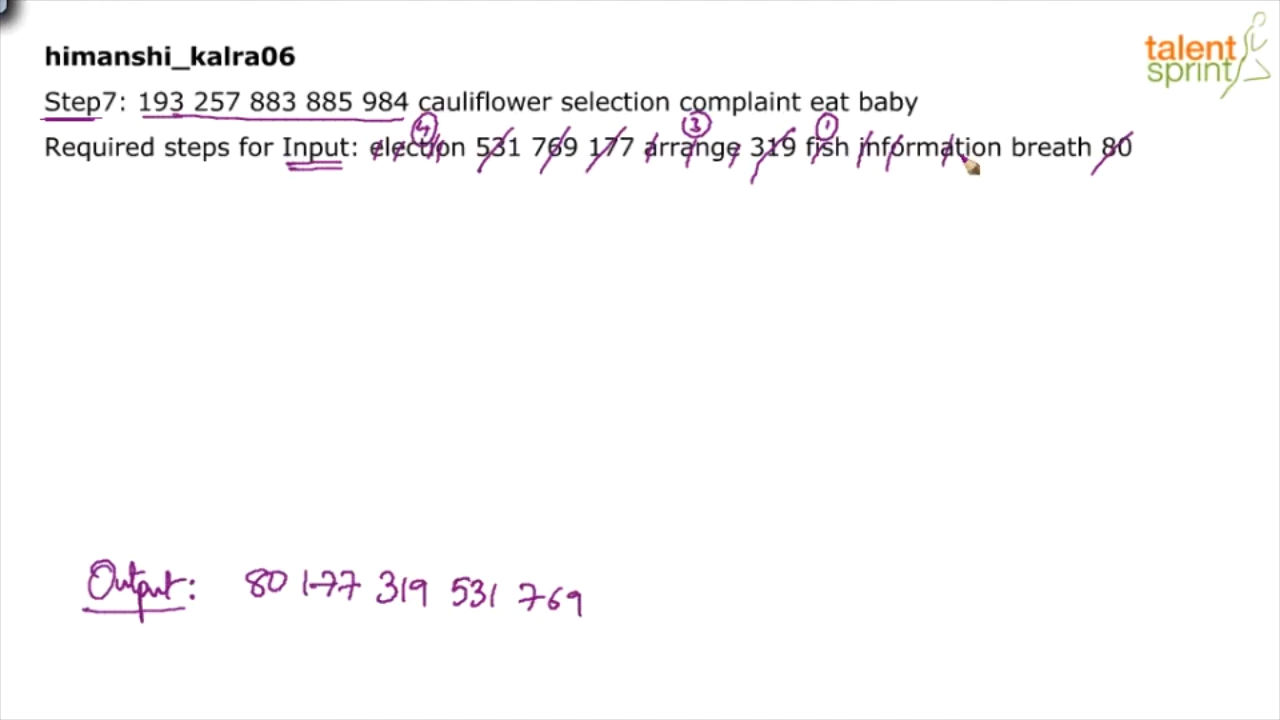 talent
sprint
himanshi_kalra06
Step7: 193 257 883 885 984 cauliflower selection complaint eat baby
4 3 1
Required steps for Input: election 531 769 177 arrange 319 fish information breath 80
Output: 80 177 319 531 769